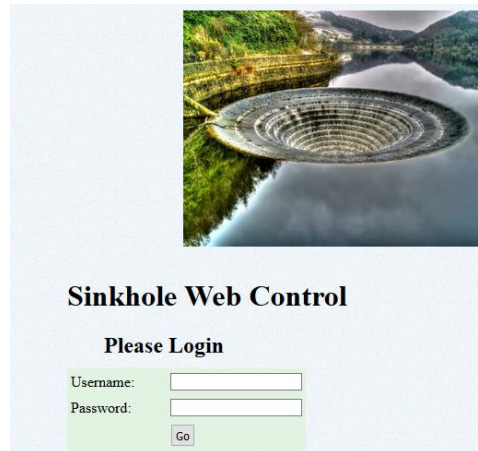 Sinkhole Web Control
Please Login
Username:
Password:
Go